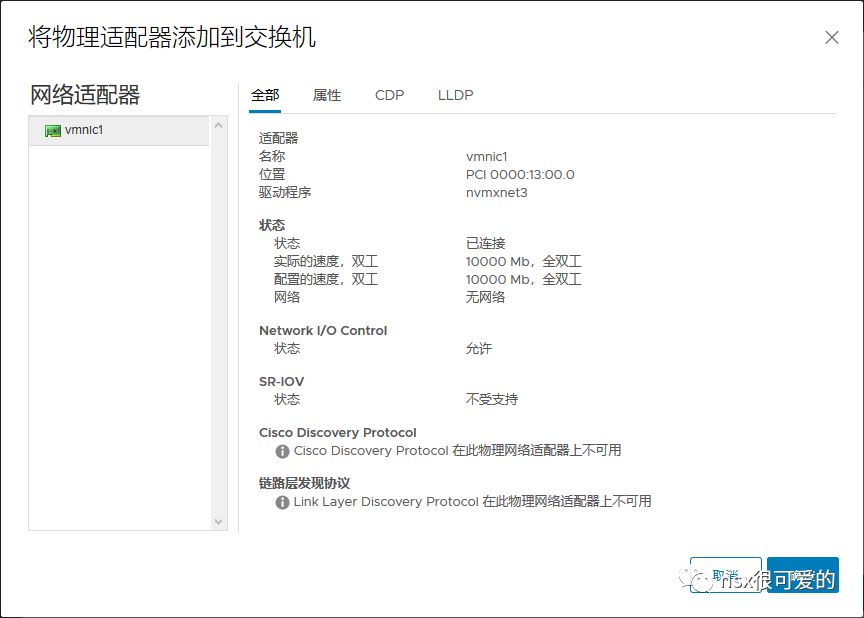 将物理适配器添加到交换机
网络适配器
vmnic1
全部 属性 CDP LLDP
适配器
名称 vmnic1
位置 PCI 0000:13:00.0
驱动程序 nvmxnet3
状态
状态 已连接
实际的速度，双工 10000 Mb，全双工
配置的速度，双工 10000 Mb，全双工
网络 无网络
Network I/O Control
状态 允许
SR-IOV
状态 不受支持
Cisco Discovery Protocol
Cisco Discovery Protocol 在此物理网络适配器上不可用
链路层发现协议
Link Layer Discovery Protocol 在此物理网络适配器上不可用
取消
nsx很可爱的